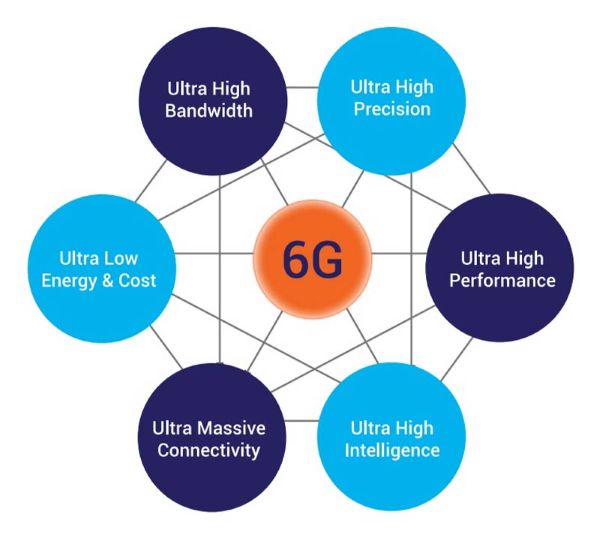 Ultra High
Bandwidth
Ultra High
Precision
Ultra Low
Energy & Cost
6G
Ultra High
Performance
Ultra Massive
Connectivity
Ultra High
Intelligence